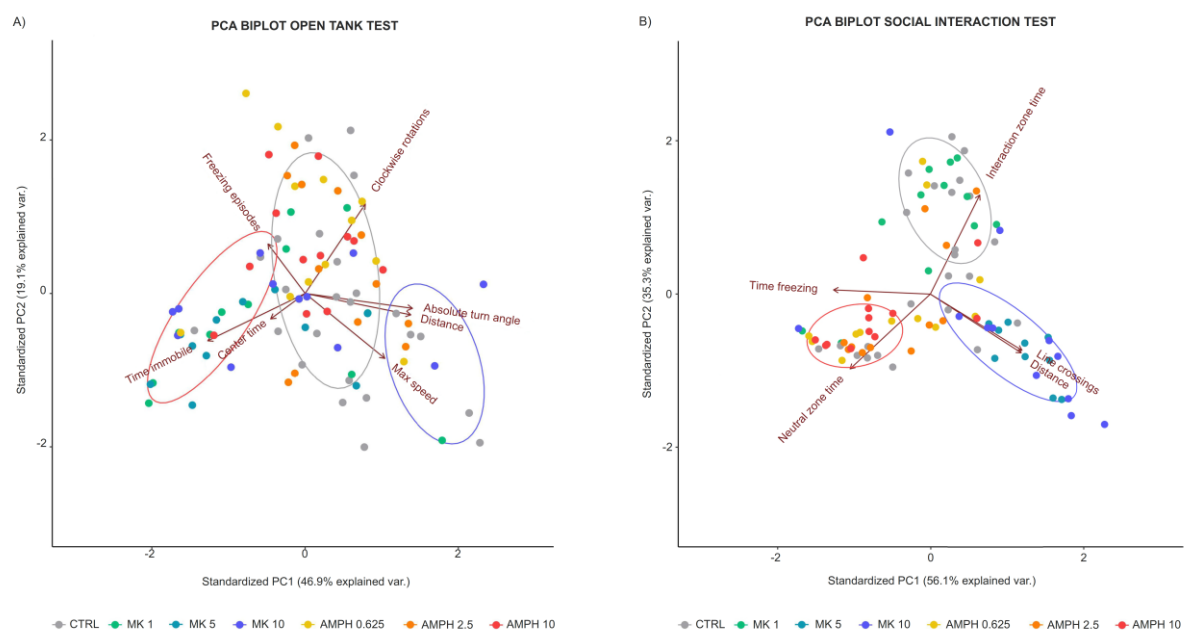 A)
PCA BIPLOT OPEN TANK TEST
Standardized PC2 (19.1% explained var.)
2
0
-2
Freezing episodes
Clockwise rotations
Absolute turn angle
Distance
Max speed
Center time
Time immobile
-2
0
2
Standardized PC1 (46.9% explained var.)
CTRL
MK 1
MK 5
MK 10
AMPH 0.625
AMPH 2.5
AMPH 10
B)
PCA BIPLOT SOCIAL INTERACTION TEST
Standardized PC2 (35.3% explained var.)
2
0
-2
Interaction zone time
Time freezing
Line crossings
Distance
Neutral zone time
-2
0
2
Standardized PC1 (56.1% explained var.)
CTRL
MK 1
MK 5
MK 10
AMPH 0.625
AMPH 2.5
AMPH 10